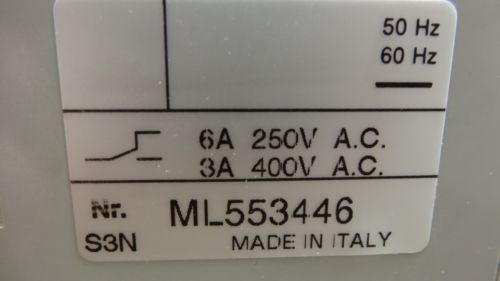 50 Hz
60 Hz
6A 250V A.C.
3A 400V A.C.
Nr. ML553446
S3N MADE IN ITALY